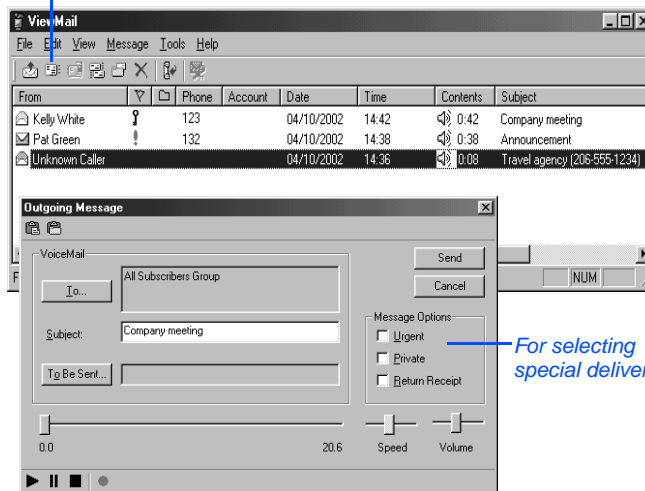 ViewMail
File Edit View Message Tools Help
From Phone Account Date Time Contents Subject
Kelly White 123 04/10/2002 14:42 0:42 Company meeting
Pat Green 132 04/10/2002 14:38 0:38 Announcement
Unknown Caller 04/10/2002 14:36 0:08 Travel agency (206-555-1234)
Outgoing Message
VoiceMail
To...
All Subscribers Group
Subject:
Company meeting
To Be Sent...
Send
Cancel
Message Options
Urgent
Private
Return Receipt
0.0 20.6 Speed Volume
NUM
For selecting
special deliver